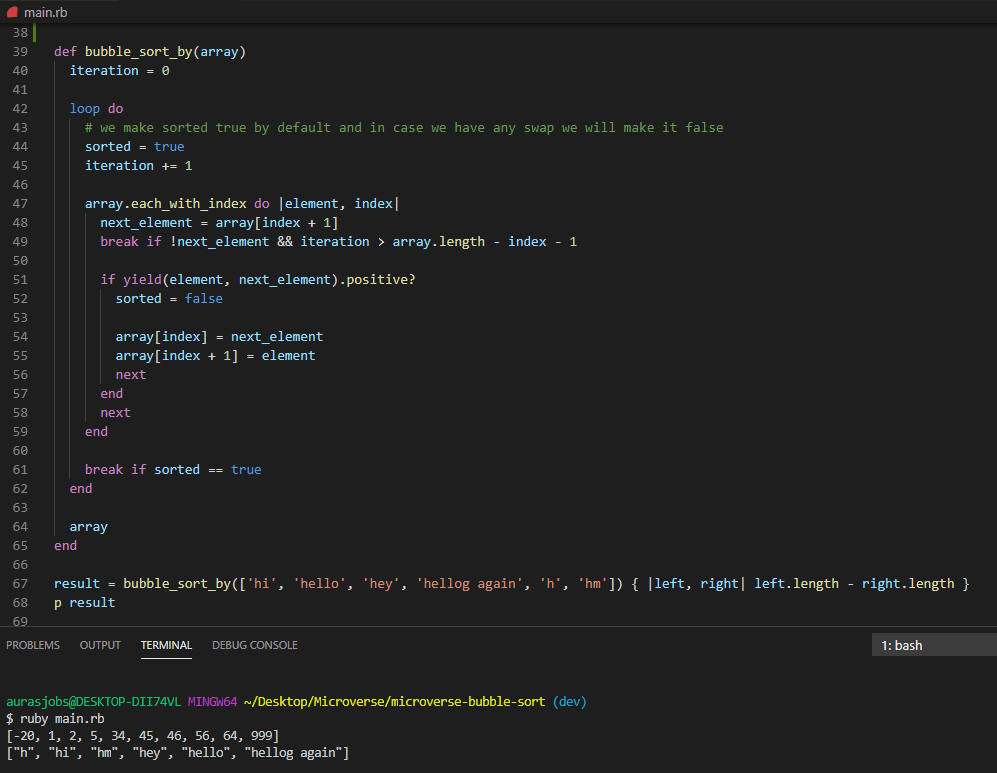 main.rb
38
39 def bubble_sort_by(array)
40 iteration = 0
41
42 loop do
43 # we make sorted true by default and in case we have any swap we will make it false
44 sorted = true
45 iteration += 1
46
47 array.each_with_index do |element, index|
48 next_element = array[index + 1]
49 break if !next_element && iteration > array.length - index - 1
50
51 if yield(element, next_element).positive?
52 sorted = false
53
54 array[index] = next_element
55 array[index + 1] = element
56 next
57 end
58 next
59 end
60
61 break if sorted == true
62 end
63
64 array
65 end
66
67 result = bubble_sort_by(['hi', 'hello', 'hey', 'hellog again', 'h', 'hm']) { |left, right| left.length - right.length }
68 p result
69
PROBLEMS OUTPUT TERMINAL DEBUG CONSOLE 1: bash
aurasjobs@DESKTOP-DII74VL MINGW64 ~/Desktop/Microverse/microverse-bubble-sort (dev)
$ ruby main.rb
[-20, 1, 2, 5, 34, 45, 46, 56, 64, 999]
["h", "hi", "hm", "hey", "hello", "hellog again"]